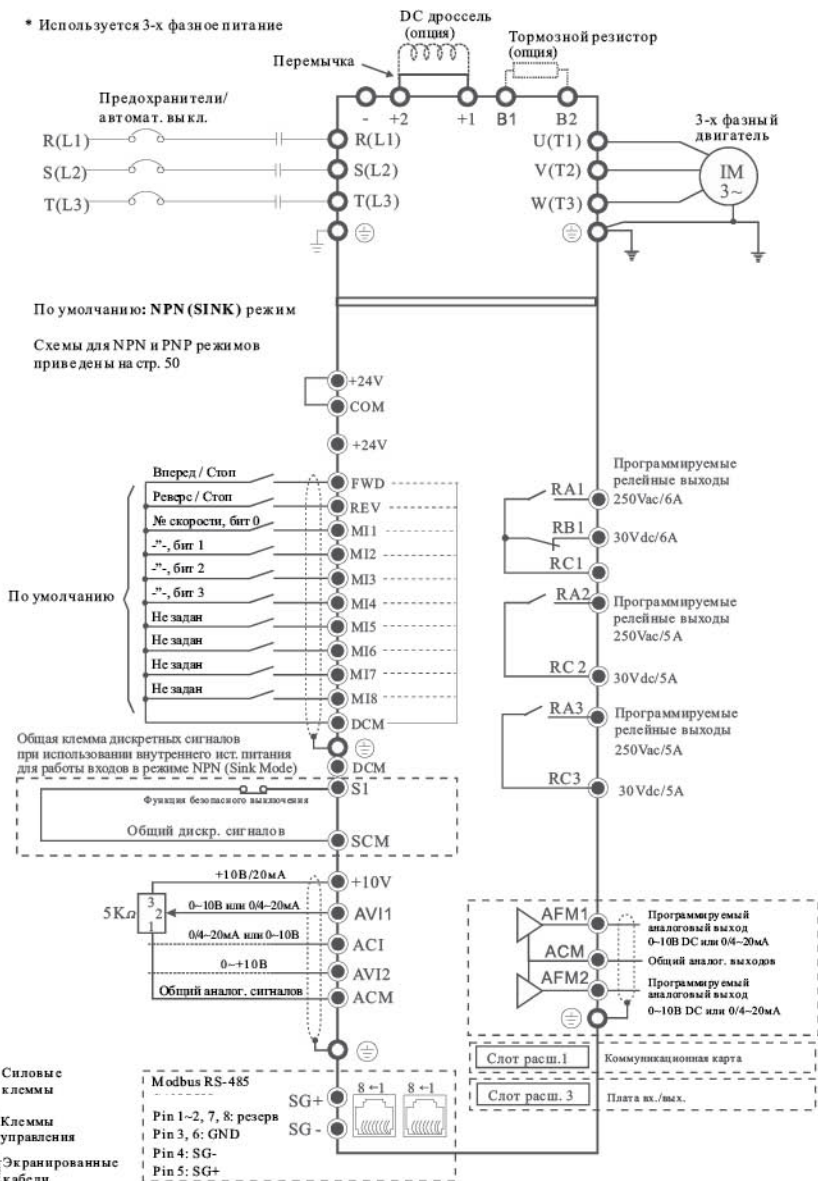 * Используется 3-х фазное питание
DC дроссель
(опция)
Тормозной резистор
(опция)
Перемычка
Предохранители/
автомат. выкл.
- +2 +1 B1 B2
3-х фазный
двигатель
R(L1) R(L1) U(T1)
S(L2) S(L2) V(T2)
IM
3~
T(L3) T(L3) W(T3)
По умолчанию: NPN (SINK) режим
Схемы для NPN и PNP режимов
приведены на стр. 50
+24V
COM
+24V
Вперед / Стоп FWD
Реверс / Стоп REV
№ скорости, бит 0 MI1
-"-, бит 1 MI2
-"-, бит 2 MI3
-"-, бит 3 MI4
По умолчанию
Не задан MI5
Не задан MI6
Не задан MI7
Не задан MI8
DCM
Общая клемма дискретных сигналов
при использовании внутреннего ист. питания
для работы входов в режиме NPN (Sink Mode)
DCM
S1
Функция безопасного выключения
Общий дискр. сигналов
SCM
Программируемые
релейные выходы
RA1 250Vac/6A
RB1 30Vdc/6A
RC1
RA2 Программируемые
релейные выходы
250Vac/5A
RC2 30Vdc/5A
RA3 Программируемые
релейные выходы
250Vac/5A
RC3 30Vdc/5A
+10В/20мА +10V
5KΩ 3 2 1
0~10В или 0/4~20мА AVI1
0/4~20мА или 0~10В ACI
0~+10В AVI2
Общий аналог. сигналов ACM
AFM1 Программируемый
аналоговый выход
0~10В DC или 0/4~20мА
ACM Общий аналог. выходов
AFM2 Программируемый
аналоговый выход
0~10В DC или 0/4~20мА
Слот расш.1 Коммуникационная карта
Слот расш. 3 Плата вх./вых.
Силовые
клеммы
Клеммы
управления
Экранированные
кабели
Modbus RS-485
Pin 1~2, 7, 8: резерв
Pin 3, 6: GND
Pin 4: SG-
Pin 5: SG+
SG+
SG -
8 ←1 8 ←1